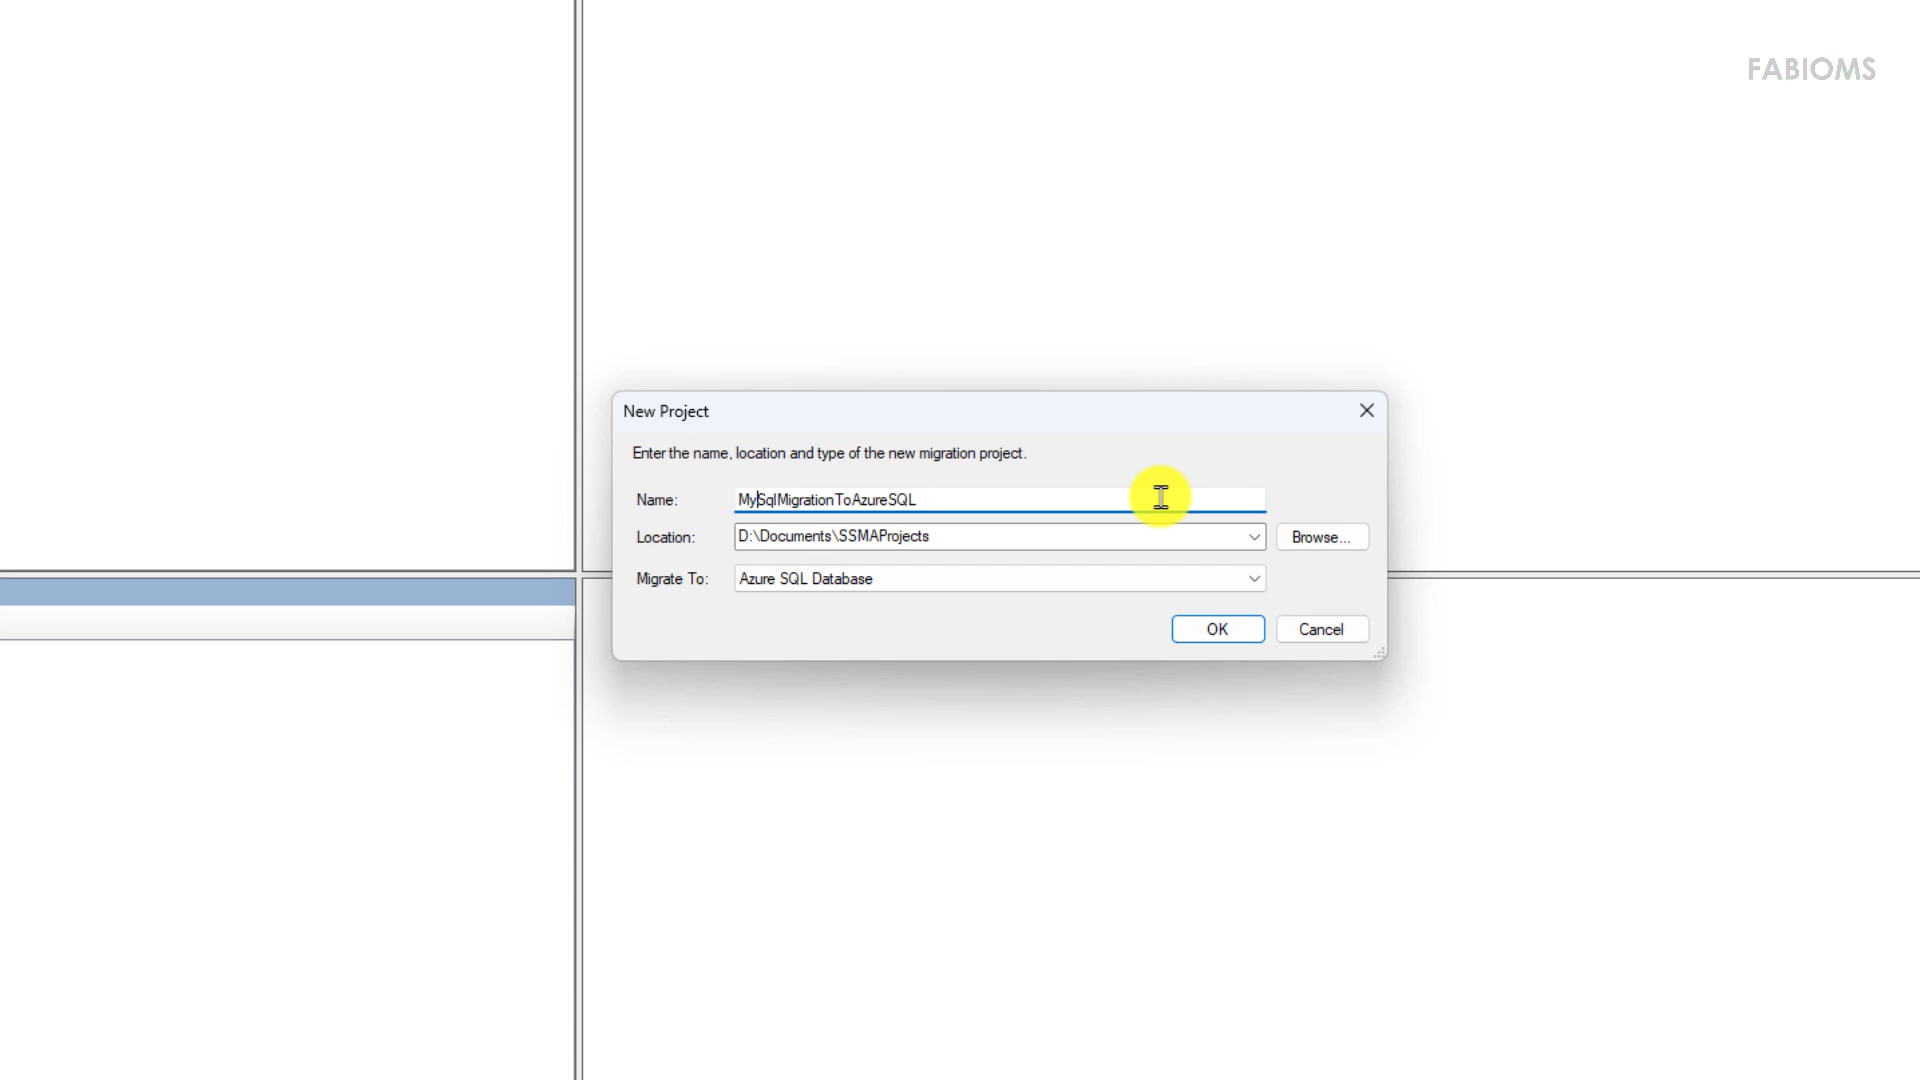 FABIOMS
New Project
Enter the name, location and type of the new migration project.
Name: MySqlMigrationToAzureSQL
Location: D:\Documents\SSMAProjects Browse...
Migrate To: Azure SQL Database
OK Cancel